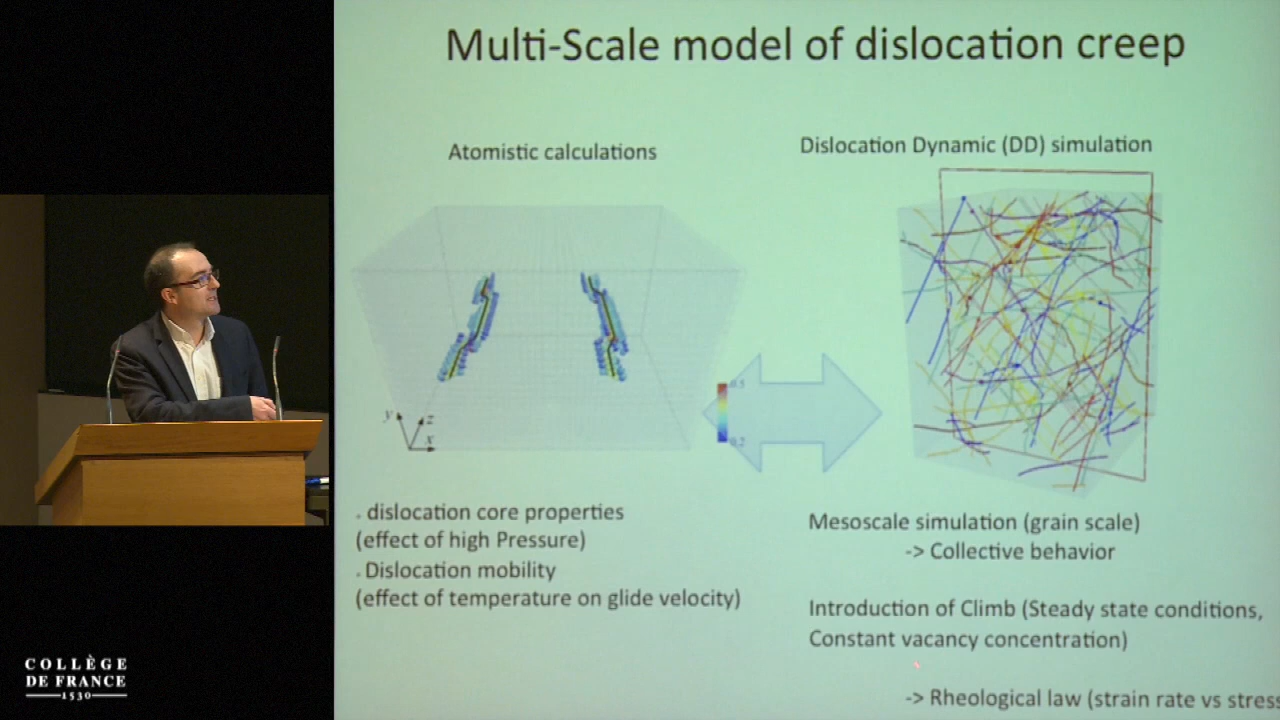 Multi-Scale model of dislocation creep
Atomistic calculations
Dislocation Dynamic (DD) simulation
y
z
x
. dislocation core properties
(effect of high Pressure)
. Dislocation mobility
(effect of temperature on glide velocity)
Mesoscale simulation (grain scale)
-> Collective behavior
Introduction of Climb (Steady state conditions,
Constant vacancy concentration)
-> Rheological law (strain rate vs stress
COLLÈGE
DE FRANCE
1530